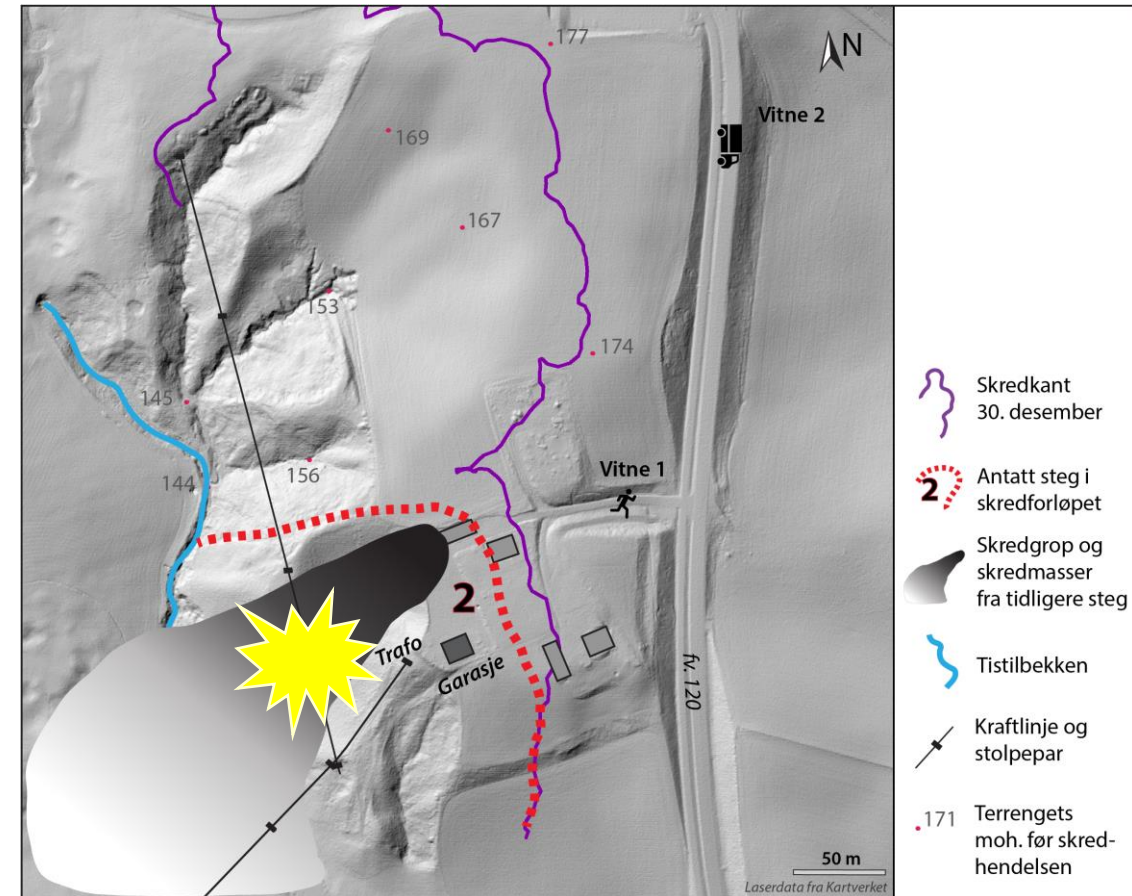 177
N
Vitne 2
169
167
153
174
145
156
144
Vitne 1
2
Trafo
Garasje
fv. 120
50 m
Laserdata fra Kartverket
Skredkant
30. desember
2
Antatt steg i
skredforløpet
Skredgrop og
skredmasser
fra tidligere steg
Tistilbekken
Kraftlinje og
stolpepar
171
Terrengets
moh. før skred-
hendelsen